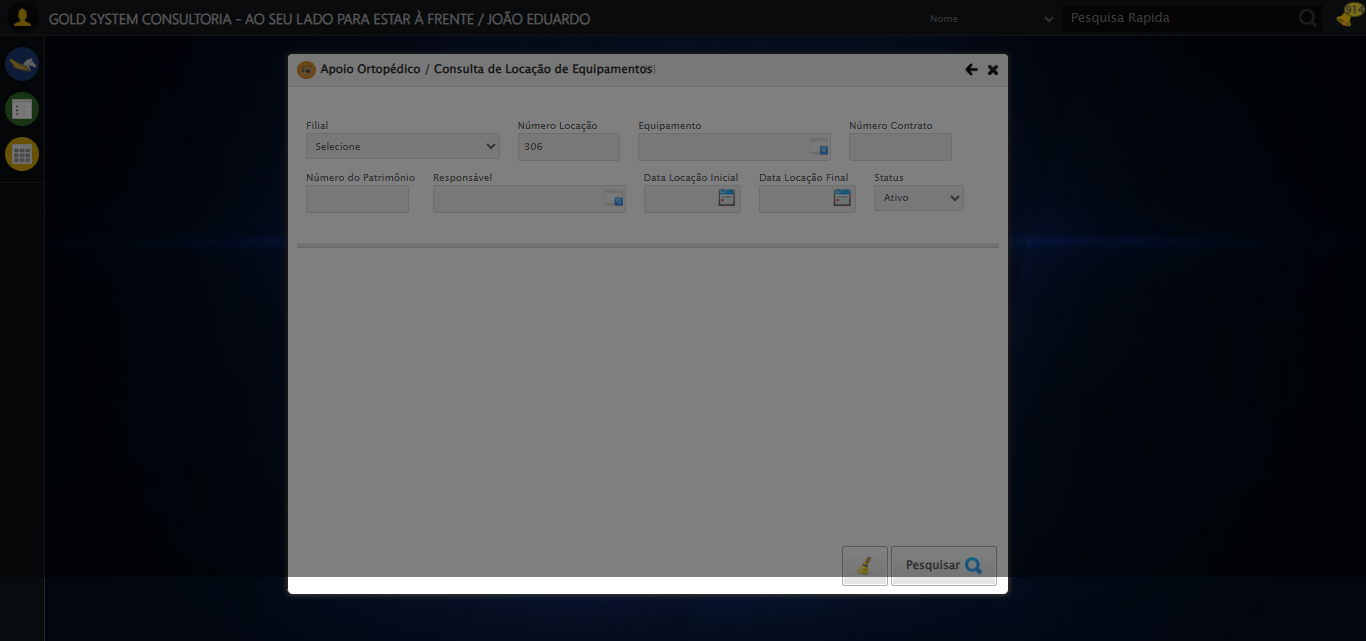 GOLD SYSTEM CONSULTORIA - AO SEU LADO PARA ESTAR À FRENTE / JOÃO EDUARDO
Nome
Pesquisa Rapida
914
Apoio Ortopédico / Consulta de Locação de Equipamentos
Filial
Número Locação
Equipamento
Número Contrato
Selecione
306
Número do Patrimônio
Responsável
Data Locação Inicial
Data Locação Final
Status
Ativo
Pesquisar